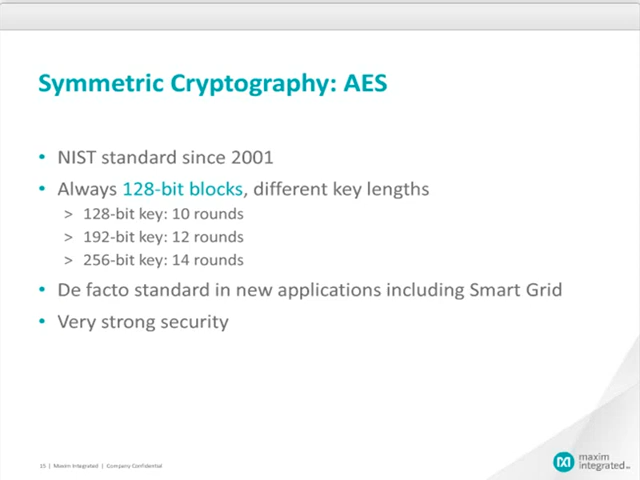 Symmetric Cryptography: AES
• NIST standard since 2001
• Always 128-bit blocks, different key lengths
> 128-bit key: 10 rounds
> 192-bit key: 12 rounds
> 256-bit key: 14 rounds
• De facto standard in new applications including Smart Grid
• Very strong security
15 | Maxim Integrated | Company Confidential
maxim
integrated™